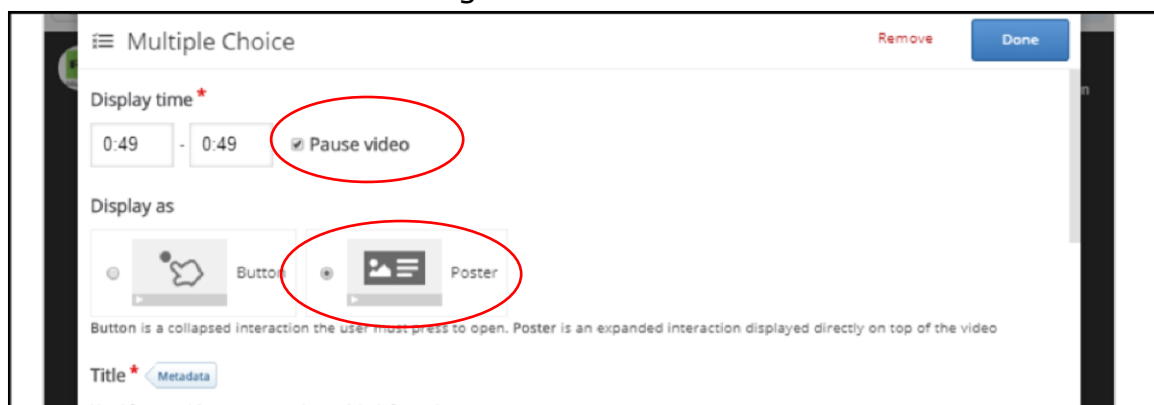 Multiple Choice Remove Done
Display time *
0:49 - 0:49 Pause video
Display as
Button Poster
Button is a collapsed interaction the user must press to open. Poster is an expanded interaction displayed directly on top of the video
Title * Metadata